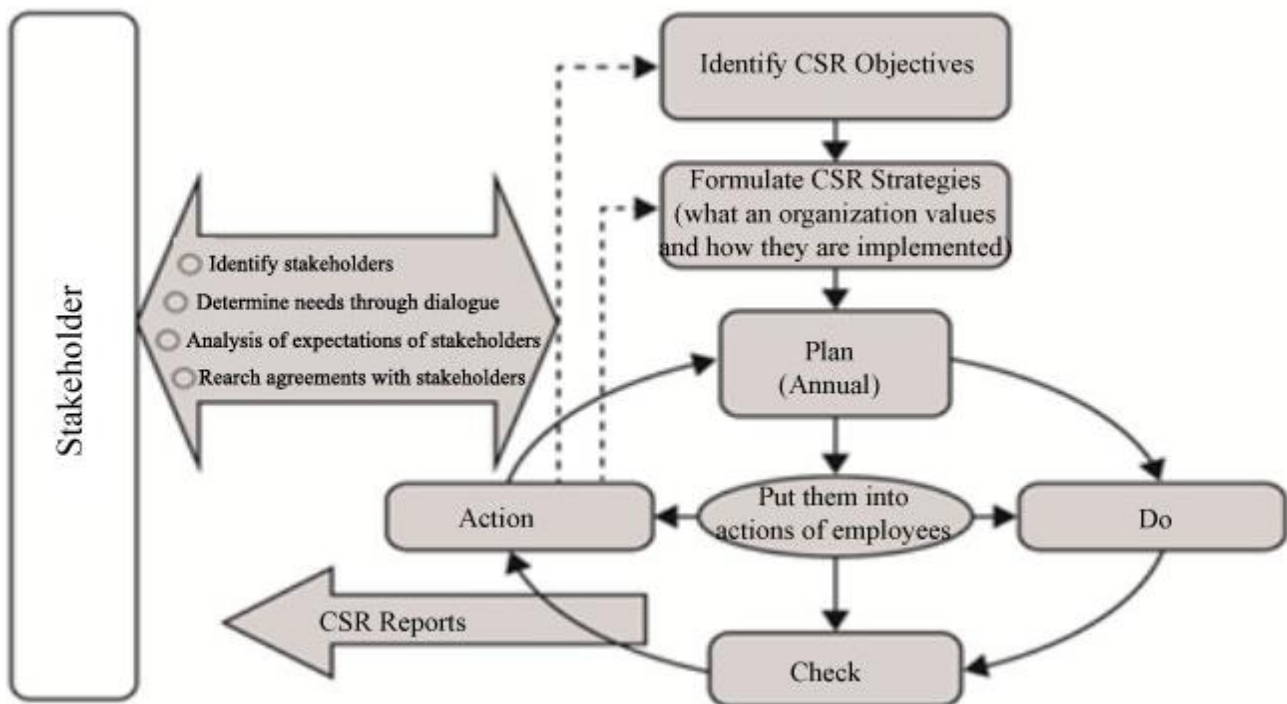 Stakeholder
Identify stakeholders
Determine needs through dialogue
Analysis of expectations of stakeholders
Rearch agreements with stakeholders
Identify CSR Objectives
Formulate CSR Strategies
(what an organization values
and how they are implemented)
Plan
(Annual)
Action
Put them into
actions of employees
Do
CSR Reports
Check